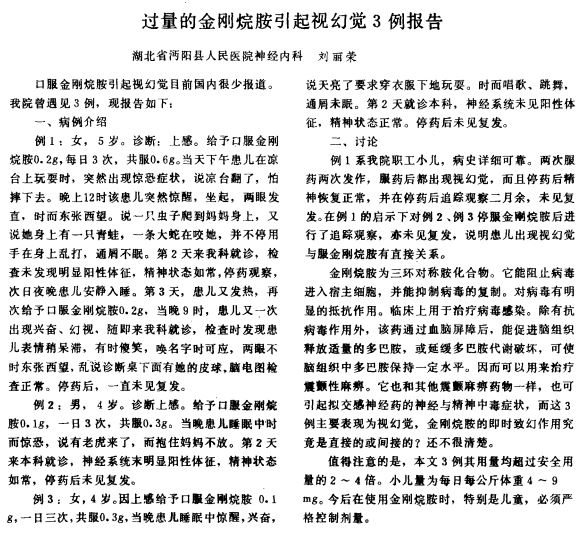 过量的金刚烷胺引起视幻觉3例报告
湖北省沔阳县人民医院神经内科 刘丽荣
口服金刚烷胺引起视幻觉目前国内很少报道。
我院曾遇见3例，现报告如下：
一、病例介绍
例1：女，5岁。诊断：上感。给予口服金刚
烷胺0.2g,每日3次，共服0.6g。当天下午患儿在凉
台上玩耍时，突然出现惊恐症状，说凉台翻了，怕
摔下去。晚上12时该患儿突然惊醒，坐起，两眼发
直，时而东张西望。说一只虫子爬到妈妈身上，又
说她身上有一只青蛙，一条大蛇在咬她，并不停用
手在身上乱打，通屑不眠。第2天来我科就诊，检
查未发现明显阳性体征，精神状态如常,停药观察，
次日夜晚患儿安静入睡。第3天，患儿又发热，再
次给予口服金刚烷胺0.2g，当晚9时，患儿又一次
出现兴奋、幻视、随即来我科就诊，检查时发现患
儿表情稍呆滞，有时傻笑，唤名字时可应，两眼不
时东张西望,乱说诊断桌下面有她的皮球,脑电图检
查正常。停药后，一直未见复发。
例2：男，4岁。诊断上感。给予口服金刚烷
胺0.1g，一日3次，共服0.3g。当晚患儿睡眠中时
而惊恐，说有老虎来了，而抱住妈妈不放。第2天
来本科就诊，神经系统末明显阳性体征，精神状态
如常，停药后未见复发。
例3：女,4岁。因上感给予口服金刚烷胺 0.1
g,一日三次,共服0.3g,当晚患儿睡眠中惊醒,兴奋，
说天亮了要求穿衣服下地玩耍。时而唱歌、跳舞，
通屑未眠。第2天就诊本科，神经系统未见阳性体
征，精神状态正常。停药后未见复发。
二、讨论
例1系我院职工小儿，病史详细可靠。两次服
药两次发作，服药后都出现视幻觉，而且停药后精
神恢复正常，并在停药后追踪观察二月余，未见复
发。在例1的启示下对例2、例3停服金刚烷胺后进
行了追踪观察，亦未见复发，说明患儿出现视幻觉
与服金刚烷胺有直接关系。
金刚烷胺为三环对称胺化合物。它能阻止病毒
进入宿主细胞，并能抑制病毒的复制。对病毒有明
显的抵抗作用。临床上用于治疗病毒感染。除有抗
病毒作用外，该药通过血脑屏障后，能促进脑组织
释放适量的多巴胺，或延缓多巴胺代谢破坏，可使
脑组织中多巴胺保持一定水平。因而可以用来治疗
震颤性麻痹。它也和其他震颤麻痹药物一样，也可
引起拟交感神经药的神经与精神中毒症状，而这3
例主要表现为视幻觉，金刚烷胺的即时致幻作用究
竟是直接的或间接的？还不很清楚。
值得注意的是，本文3例其用量均超过安全用
量的2～4倍。小儿量为每日每公斤体重4～9
mg。今后在使用金刚烷胺时，特别是儿童，必须严
格控制剂量。